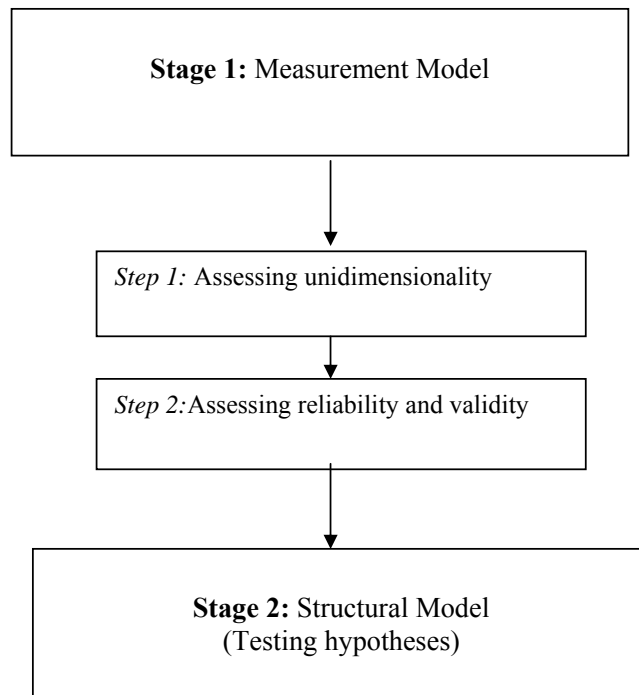 Stage 1: Measurement Model
Step 1: Assessing unidimensionality
Step 2:Assessing reliability and validity
Stage 2: Structural Model
(Testing hypotheses)